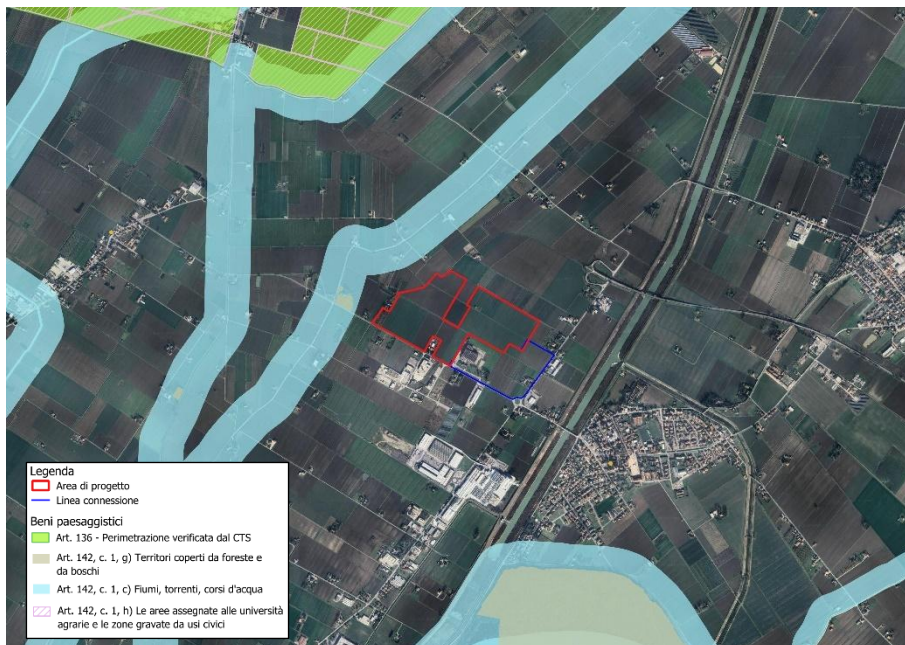 Legenda
Area di progetto
Linea connessione
Beni paesaggistici
Art. 136 - Perimetrazione verificata dal CTS
Art. 142, c. 1, g) Territori coperti da foreste e
da boschi
Art. 142, c. 1, c) Fiumi, torrenti, corsi d'acqua
Art. 142, c. 1, h) Le aree assegnate alle università
agrarie e le zone gravate da usi civici